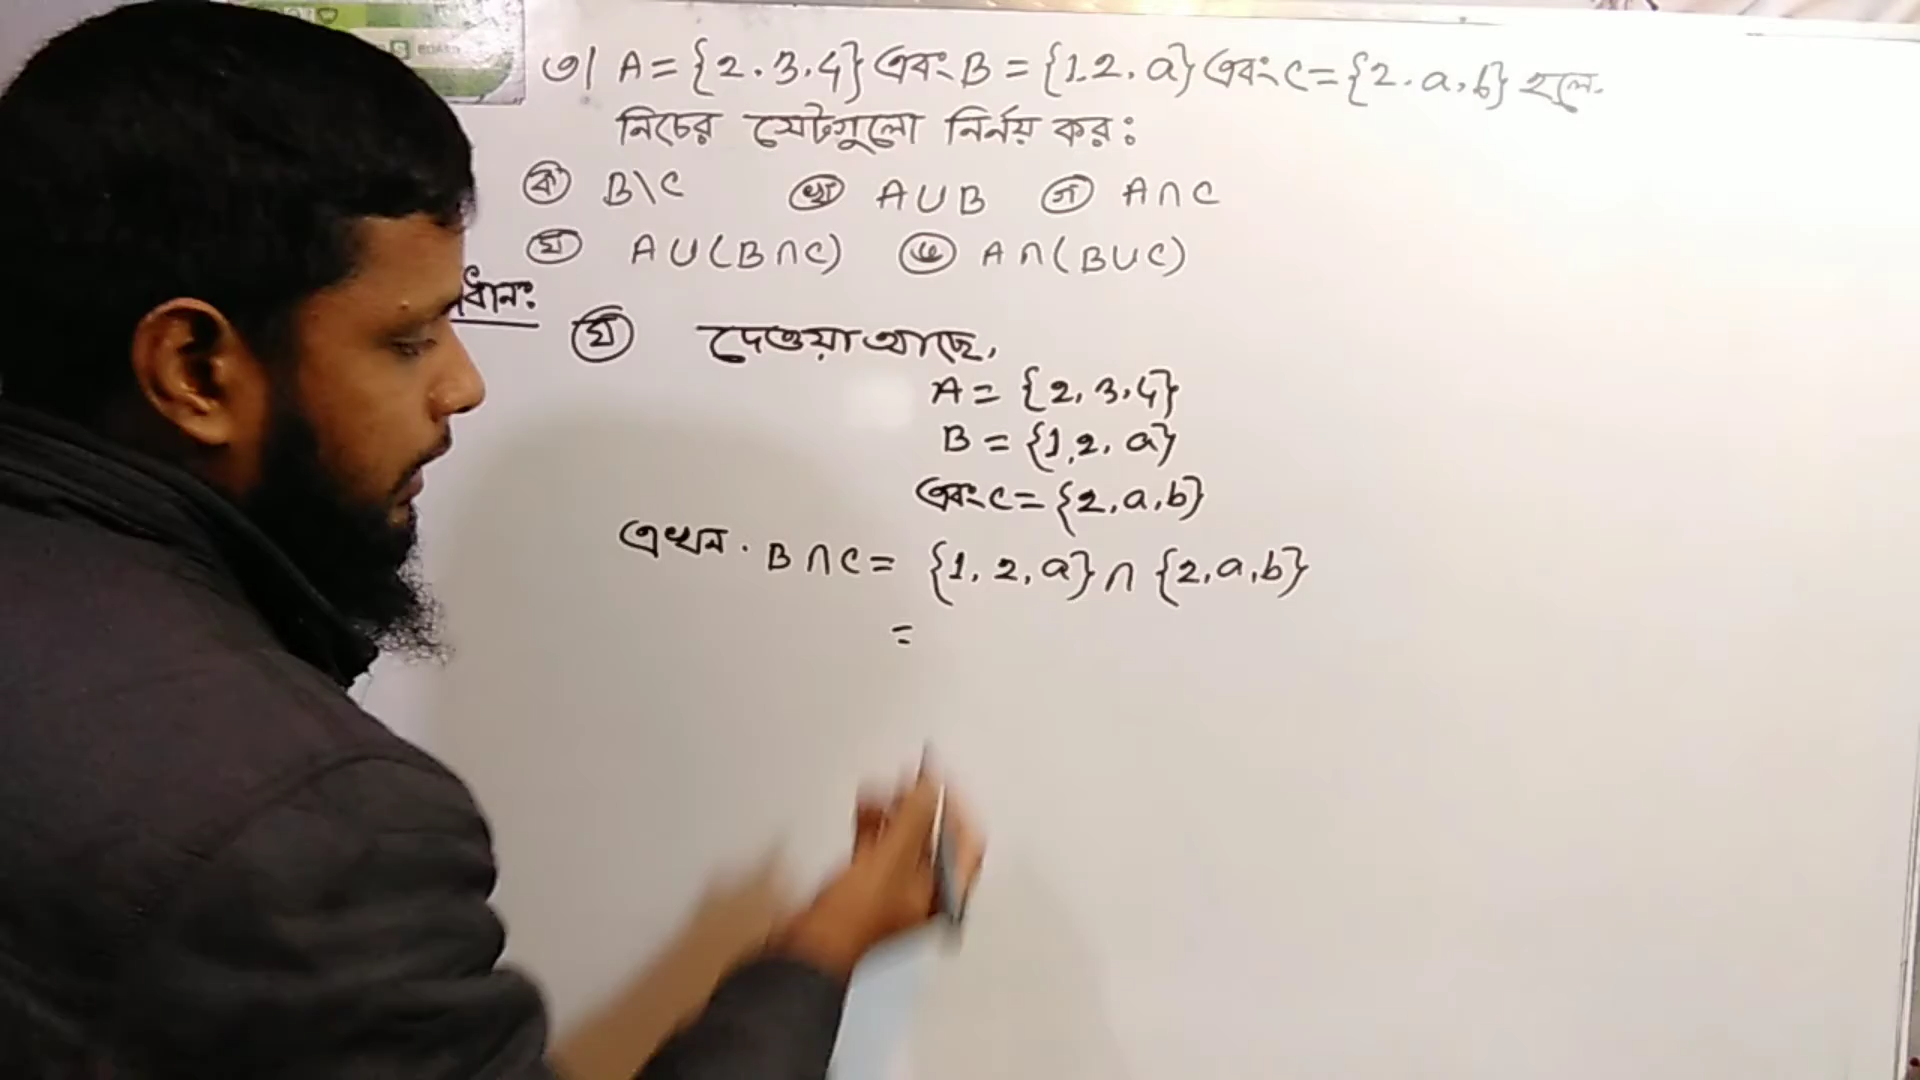 ৩। A = {2, 3, 4} এবং B = {1, 2, a} এবং C = {2, a, b} হলে,
নিচের সেটগুলো নির্নয় কর:
ক B\C খ A∪B গ A∩C
ঘ A∪(B∩C) ঙ A∩(B∪C)
ধান:
ঘ দেওয়া আছে,
A = {2, 3, 4}
B = {1, 2, a}
এবং C = {2, a, b}
এখন, B∩C = {1, 2, a} ∩ {2, a, b}
=